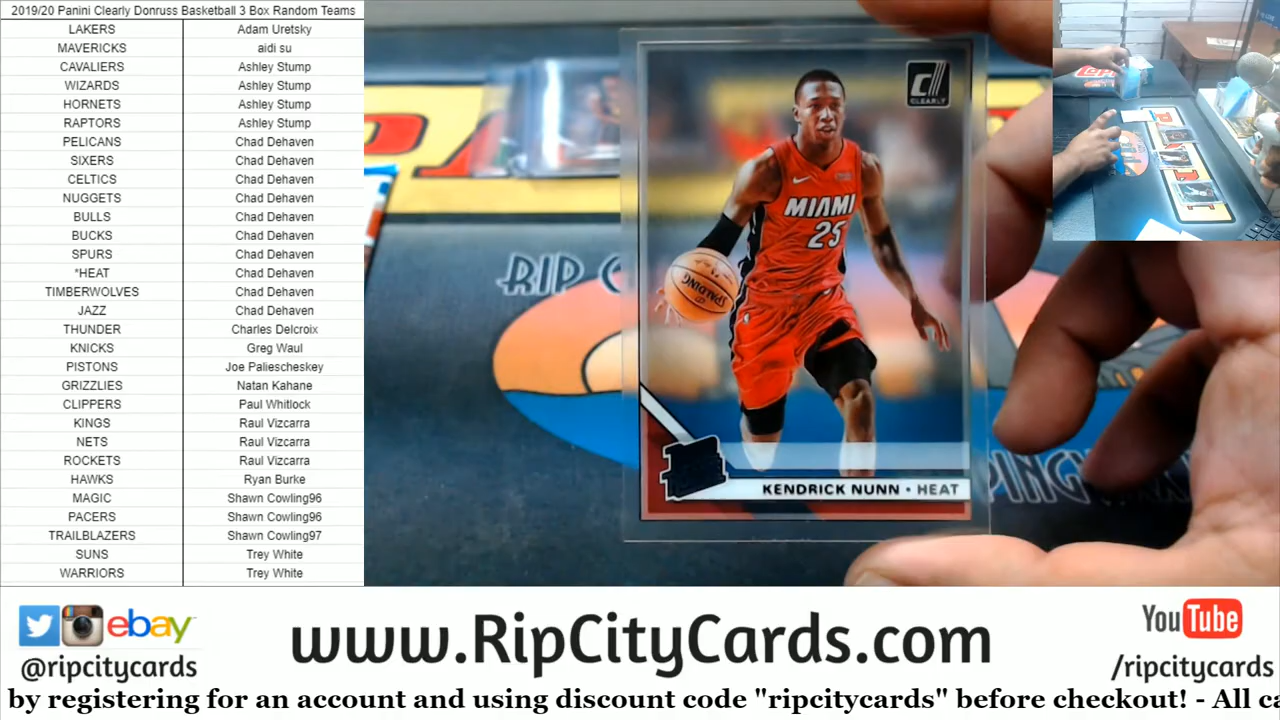 2019/20 Panini Clearly Donruss Basketball 3 Box Random Teams
LAKERS Adam Uretsky
MAVERICKS aidi su
CAVALIERS Ashley Stump
WIZARDS Ashley Stump
HORNETS Ashley Stump
RAPTORS Ashley Stump
PELICANS Chad Dehaven
SIXERS Chad Dehaven
CELTICS Chad Dehaven
NUGGETS Chad Dehaven
BULLS Chad Dehaven
BUCKS Chad Dehaven
SPURS Chad Dehaven
*HEAT Chad Dehaven
TIMBERWOLVES Chad Dehaven
JAZZ Chad Dehaven
THUNDER Charles Delcroix
KNICKS Greg Waul
PISTONS Joe Paliescheskey
GRIZZLIES Natan Kahane
CLIPPERS Paul Whitlock
KINGS Raul Vizcarra
NETS Raul Vizcarra
ROCKETS Raul Vizcarra
HAWKS Ryan Burke
MAGIC Shawn Cowling96
PACERS Shawn Cowling96
TRAILBLAZERS Shawn Cowling97
SUNS Trey White
WARRIORS Trey White
CLEARLY
MIAMI
25
SPALDING
RIP
KENDRICK NUNN • HEAT
ebay
@ripcitycards
www.RipCityCards.com
YouTube
/ripcitycards
by registering for an account and using discount code "ripcitycards" before checkout! - All